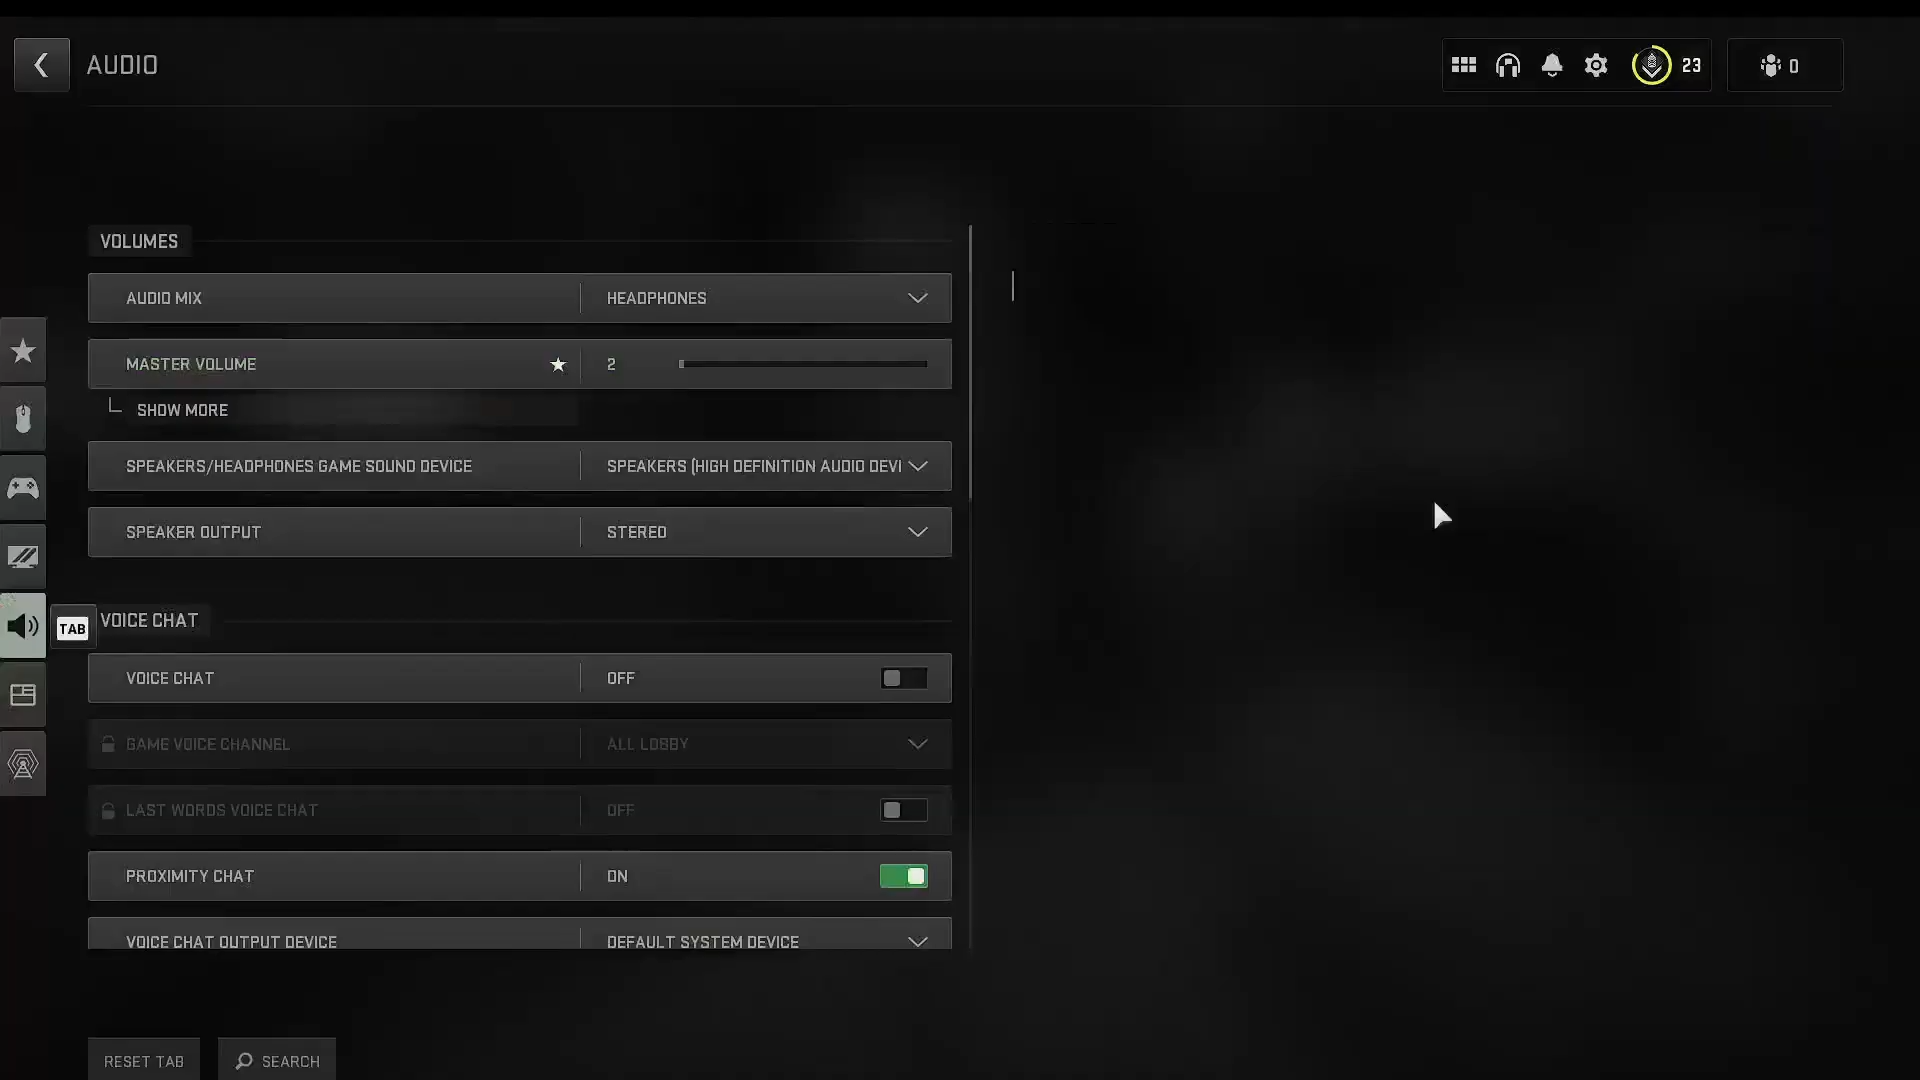 AUDIO
23
0
VOLUMES
AUDIO MIX HEADPHONES
MASTER VOLUME 2
SHOW MORE
SPEAKERS/HEADPHONES GAME SOUND DEVICE SPEAKERS (HIGH DEFINITION AUDIO DEVI
SPEAKER OUTPUT STEREO
TAB
VOICE CHAT
VOICE CHAT OFF
GAME VOICE CHANNEL ALL LOBBY
LAST WORDS VOICE CHAT OFF
PROXIMITY CHAT ON
VOICE CHAT OUTPUT DEVICE DEFAULT SYSTEM DEVICE
RESET TAB SEARCH